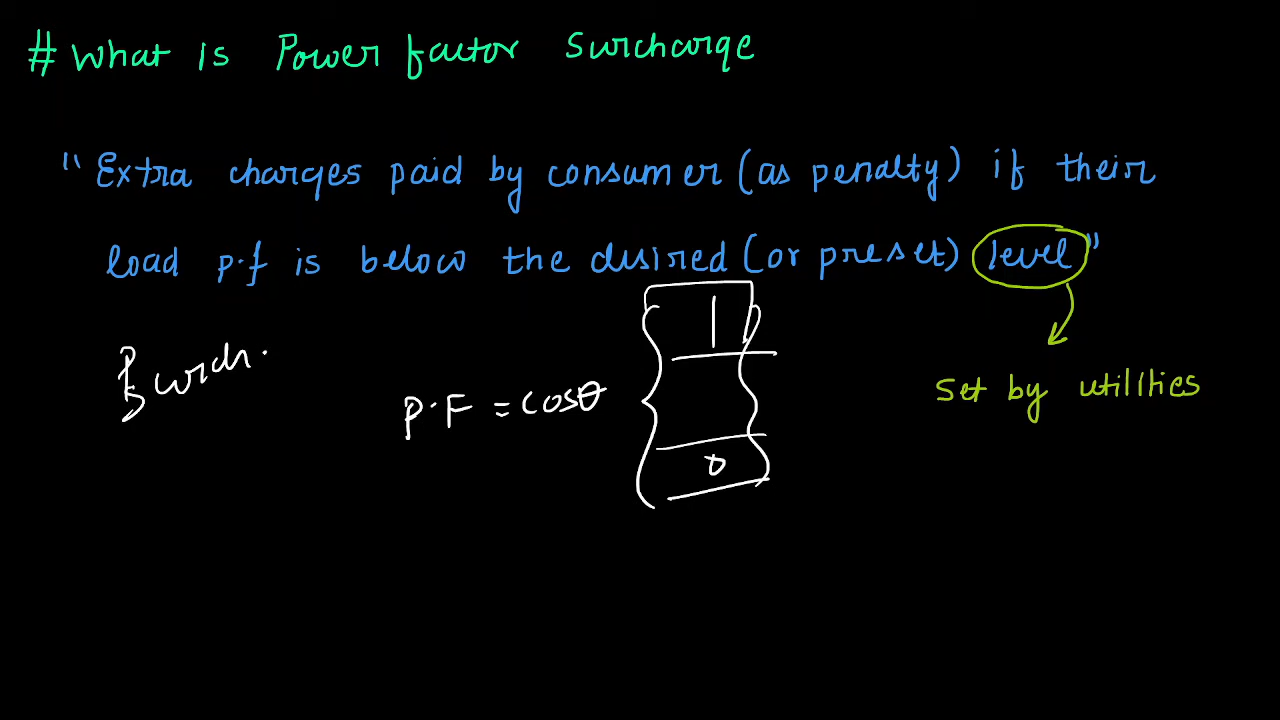 # What is Power factor Surcharge
"Extra charges paid by consumer (as penalty) if their
load p.f is below the desired (or preset) level"
Set by utilities
P.F = cosθ
1
0